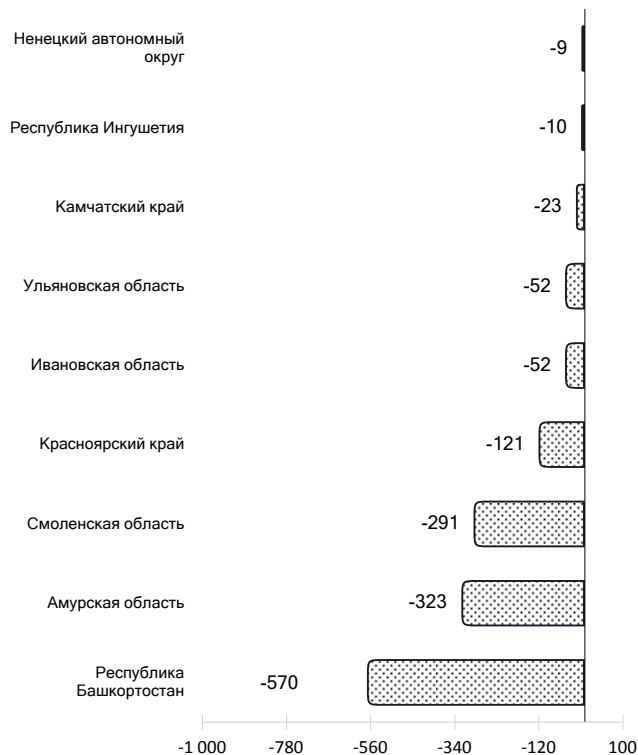 Ненецкий автономный
округ
-9
Республика Ингушетия
-10
Камчатский край
-23
Ульяновская область
-52
Ивановская область
-52
Красноярский край
-121
Смоленская область
-291
Амурская область
-323
Республика
Башкортостан
-570
-1 000 -780 -560 -340 -120 100